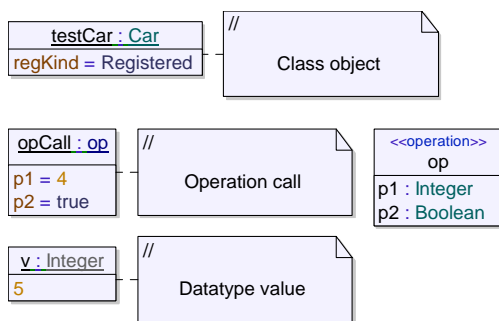 testCar : Car
regKind = Registered
//
Class object
opCall : op
p1 = 4
p2 = true
//
Operation call
<<operation>>
op
p1 : Integer
p2 : Boolean
v : Integer
5
//
Datatype value